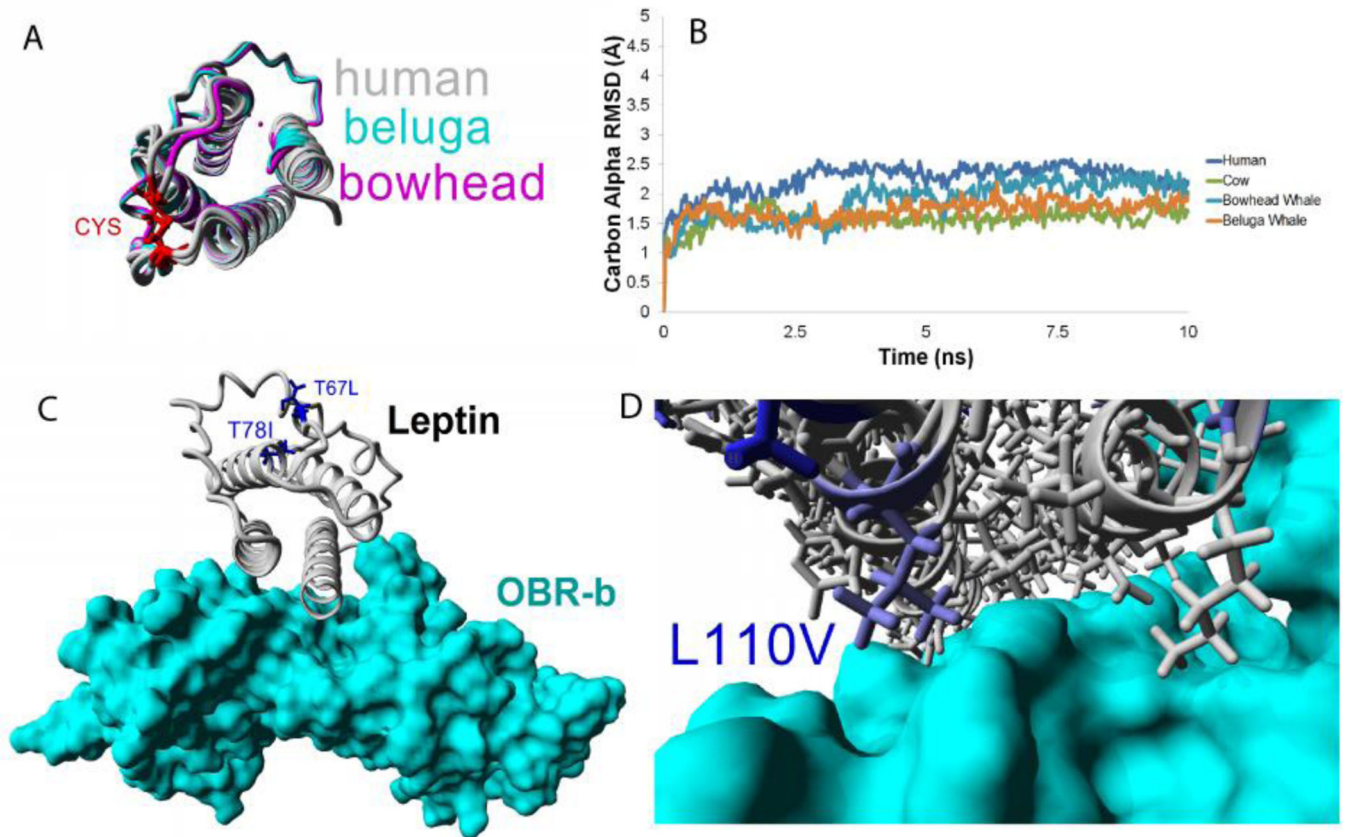 A
human
beluga
bowhead
CYS
B
Carbon Alpha RMSD (Å)
5
4.5
4
3.5
3
2.5
2
1.5
1
0.5
0
0
2.5
5
7.5
10
Time (ns)
Human
Cow
Bowhead Whale
Beluga Whale
C
T67L
T78I
Leptin
OBR-b
D
H
L110V